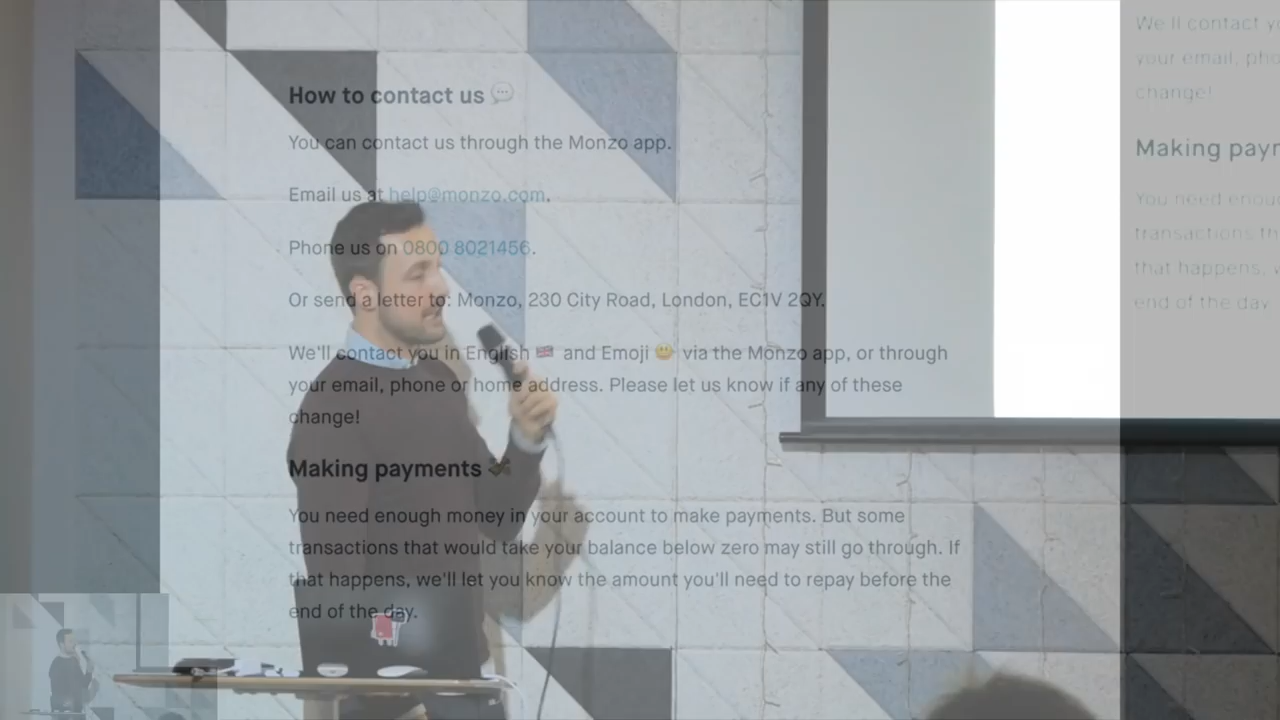 How to contact us 💬
You can contact us through the Monzo app.
Email us at help@monzo.com.
Phone us on 0800 8021456.
Or send a letter to: Monzo, 230 City Road, London, EC1V 2QY.
We'll contact you in English 🇬🇧 and Emoji 😃 via the Monzo app, or through
your email, phone or home address. Please let us know if any of these
change!
Making payments 💸
You need enough money in your account to make payments. But some
transactions that would take your balance below zero may still go through. If
that happens, we'll let you know the amount you'll need to repay before the
end of the day.
We'll contact
your email,
change!
Making
You need
transactions
that happens,
end of the day